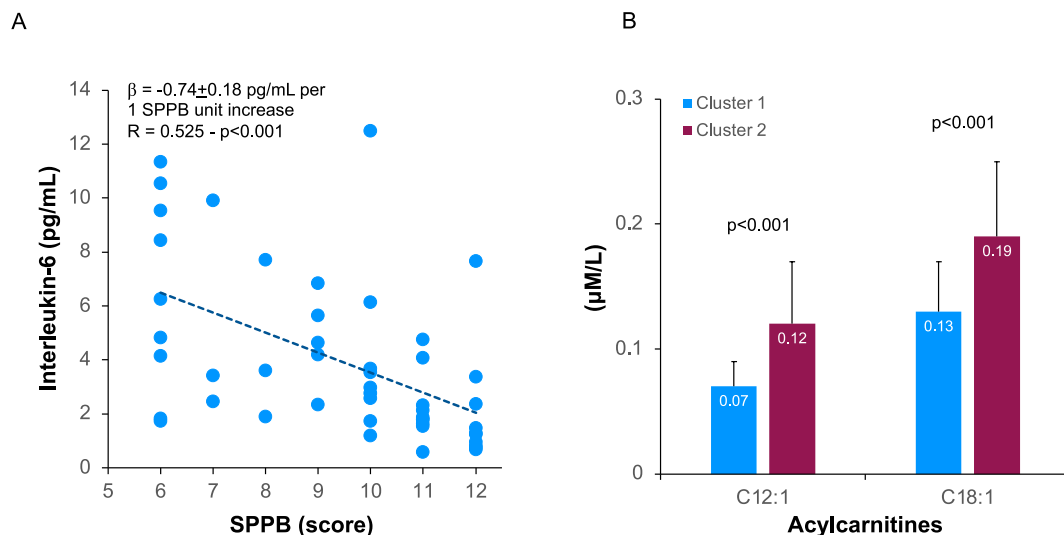 A
β = -0.74±0.18 pg/mL per
1 SPPB unit increase
R = 0.525 - p<0.001
Interleukin-6 (pg/mL)
14
12
10
8
6
4
2
0
5 6 7 8 9 10 11 12
SPPB (score)
B
Cluster 1
Cluster 2
p<0.001
p<0.001
(µM/L)
0.3
0.2
0.1
0
0.07
0.12
0.13
0.19
C12:1 C18:1
Acylcarnitines